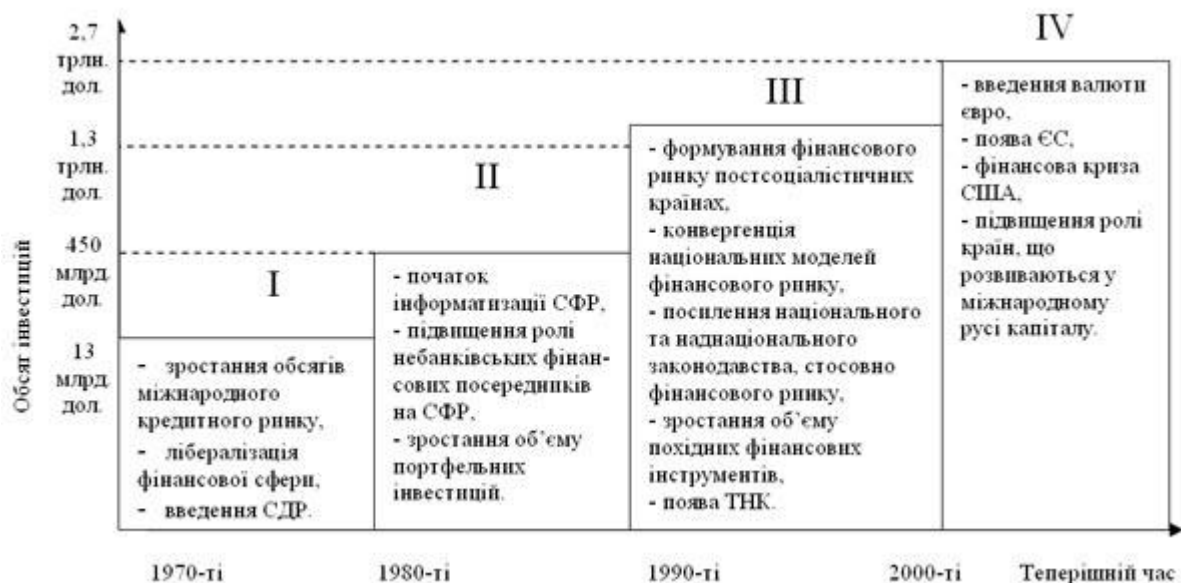 2,7
трлн.
дол.
1,3
трлн.
дол.
450
млрд.
дол.
13
млрд.
дол.
Обсяг інвестицій
I
- зростання обсягів
міжнародного
кредитного ринку,
- лібералізація
фінансової сфери,
- введення СДР.
II
- початок
інформатизації СФР,
- підвищення ролі
небанківських фінан-
сових посередників
на СФР,
- зростання об’єму
портфельних
інвестицій.
III
- формування фінансового
ринку постсоціалістичних
країнах,
- конвергенція
національних моделей
фінансового ринку,
- посилення національного
та наднаціонального
законодавства, стосовно
фінансового ринку,
- зростання об’єму
похідних фінансових
інструментів,
- поява ТНК.
IV
- введення валюти
євро,
- поява ЄС,
- фінансова криза
США,
- підвищення ролі
країн, що
розвиваються у
міжнародному
русі капіталу.
1970-ті
1980-ті
1990-ті
2000-ті
Теперішній час